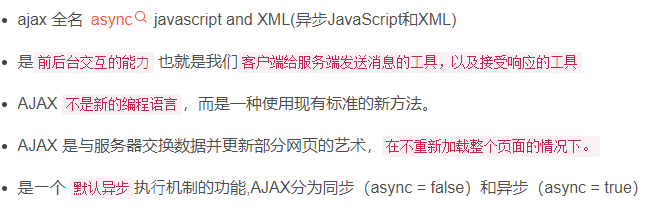 ajax 全名 async javascript and XML(异步JavaScript和XML)
是 前后台交互的能力 也就是我们 客户端给服务端发送消息的工具，以及接受响应的工具
AJAX 不是新的编程语言，而是一种使用现有标准的新方法。
AJAX 是与服务器交换数据并更新部分网页的艺术，在不重新加载整个页面的情况下。
是一个 默认异步 执行机制的功能,AJAX分为同步（async = false）和异步（async = true）